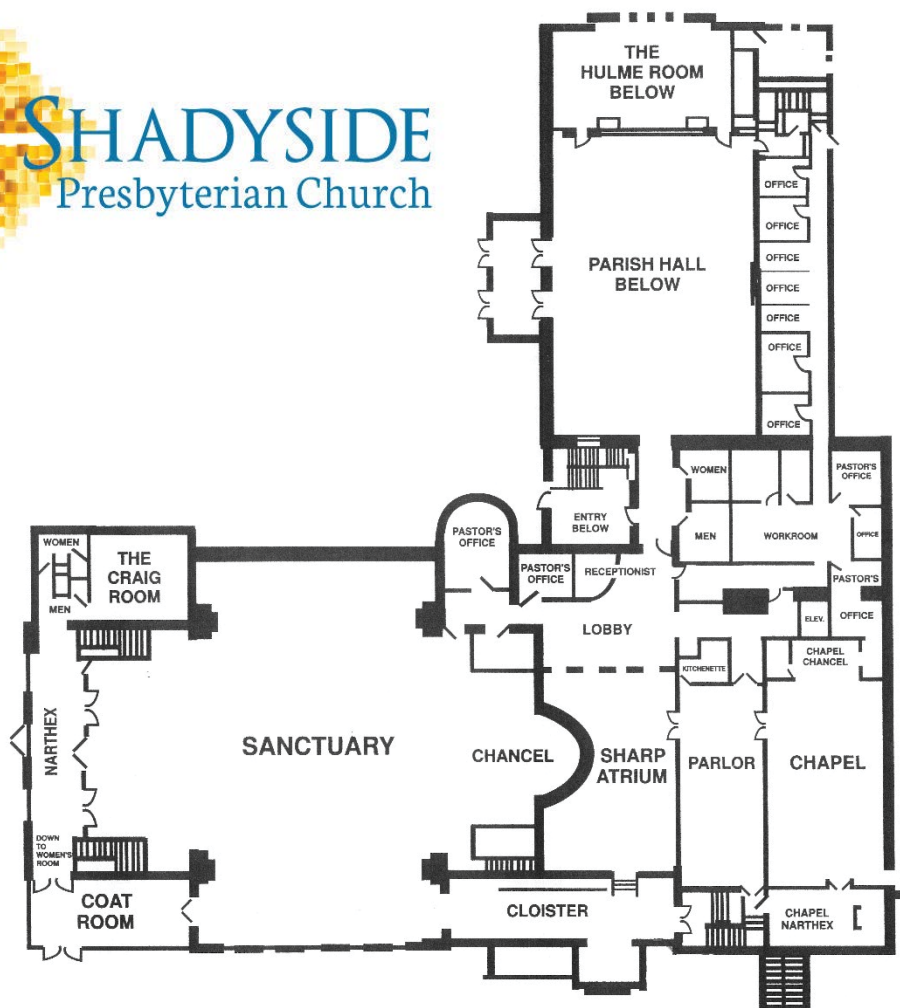 SHADYSIDE
Presbyterian Church
THE
HULME ROOM
BELOW
OFFICE
OFFICE
OFFICE
OFFICE
OFFICE
OFFICE
OFFICE
PARISH HALL
BELOW
WOMEN
PASTOR'S
OFFICE
ENTRY
BELOW
MEN
WORKROOM
OFFICE
PASTOR'S
OFFICE
PASTOR'S
OFFICE
RECEPTIONIST
PASTOR'S
OFFICE
LOBBY
ELEV.
CHAPEL
CHANCEL
KITCHENETTE
WOMEN
THE
CRAIG
ROOM
MEN
NARTHEX
SANCTUARY
CHANCEL
SHARP
ATRIUM
PARLOR
CHAPEL
DOWN
TO
WOMEN'S
ROOM
COAT
ROOM
CLOISTER
CHAPEL
NARTHEX